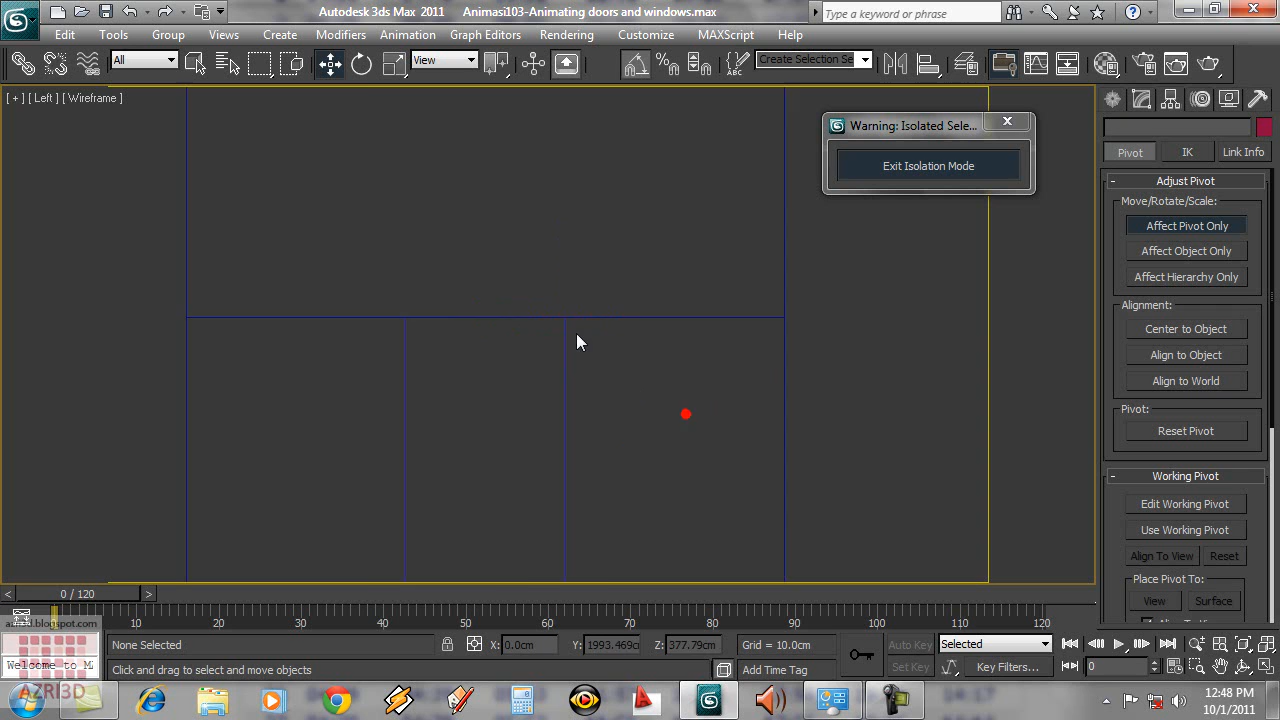 Autodesk 3ds Max 2011 Animasi103-Animating doors and windows.max
Type a keyword or phrase
Edit Tools Group Views Create Modifiers Animation Graph Editors Rendering Customize MAXScript Help
All
View
Create Selection Se
[ + ] [ Left ] [ Wireframe ]
Warning: Isolated Sele...
Exit Isolation Mode
Pivot IK Link Info
- Adjust Pivot
Move/Rotate/Scale:
Affect Pivot Only
Affect Object Only
Affect Hierarchy Only
Alignment:
Center to Object
Align to Object
Align to World
Pivot:
Reset Pivot
- Working Pivot
Edit Working Pivot
Use Working Pivot
Align To View Reset
Place Pivot To:
View Surface
< 0 / 120 >
10 20 30 40 50 60 70 80 90 100 110 120
None Selected X: 0.0cm Y: 1993.469c Z: 377.79cm Grid = 10.0cm Auto Key Selected
Welcome to M Click and drag to select and move objects Add Time Tag Set Key Key Filters... 0
AZRI3D
12:48 PM
10/1/2011